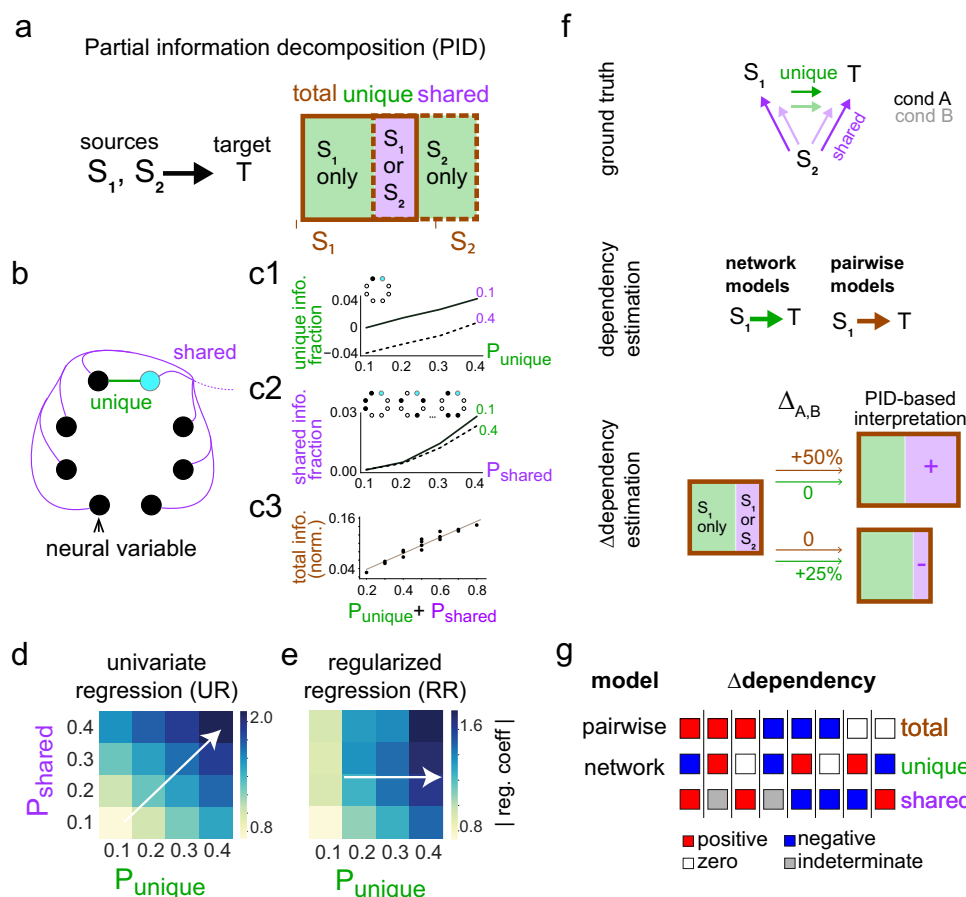 a
Partial information decomposition (PID)
total unique shared
sources
S1, S2
target
T
S1 only
S1 or S2
S2 only
S1
S2
b
shared
unique
neural variable
c1
unique info.
fraction
0.04
0
−0.04
0.1 0.2 0.3 0.4
0.1
0.4
Punique
c2
shared info.
fraction
0.03
0.00
0.1 0.2 0.3 0.4
...
0.1
0.4
Pshared
c3
total info.
(norm.)
0.16
0.04
0.2 0.4 0.6 0.8
Punique + Pshared
d
univariate
regression (UR)
Pshared
0.4
0.3
0.2
0.1
0.1 0.2 0.3 0.4
Punique
2.0
0.8
e
regularized
regression (RR)
0.1 0.2 0.3 0.4
Punique
1.6
0.8
| reg. coeff |
f
ground truth
S1 unique T
shared
S2
cond A
cond B
dependency
estimation
network
models
S1 T
pairwise
models
S1 T
Δdependency
estimation
ΔA,B
PID-based
interpretation
S1 only
S1 or S2
+50%
0
+
0
+25%
-
g
model Δdependency
pairwise total
network unique
shared
positive negative
zero indeterminate